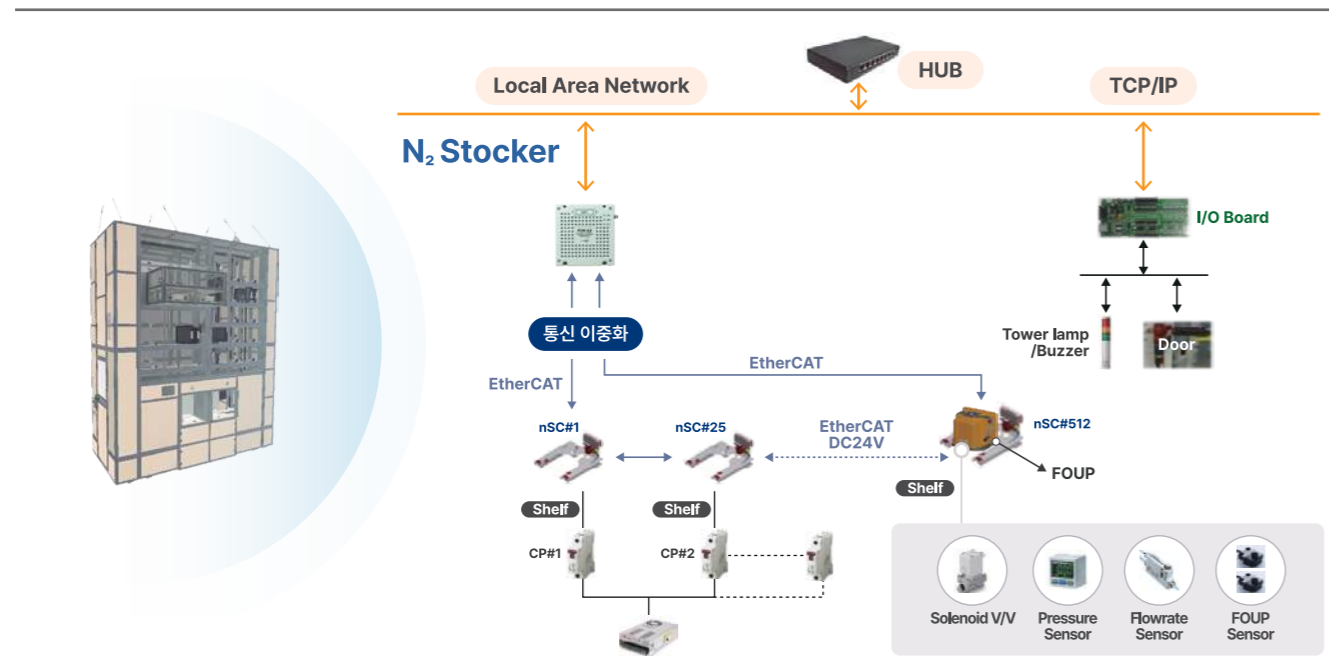 HUB
Local Area Network
TCP/IP
N₂ Stocker
I/O Board
통신 이중화
Tower lamp
/Buzzer
Door
EtherCAT
EtherCAT
nSC#1
nSC#25
EtherCAT
DC24V
nSC#512
FOUP
Shelf
Shelf
Shelf
CP#1
CP#2
Solenoid V/V
Pressure
Sensor
Flowrate
Sensor
FOUP
Sensor